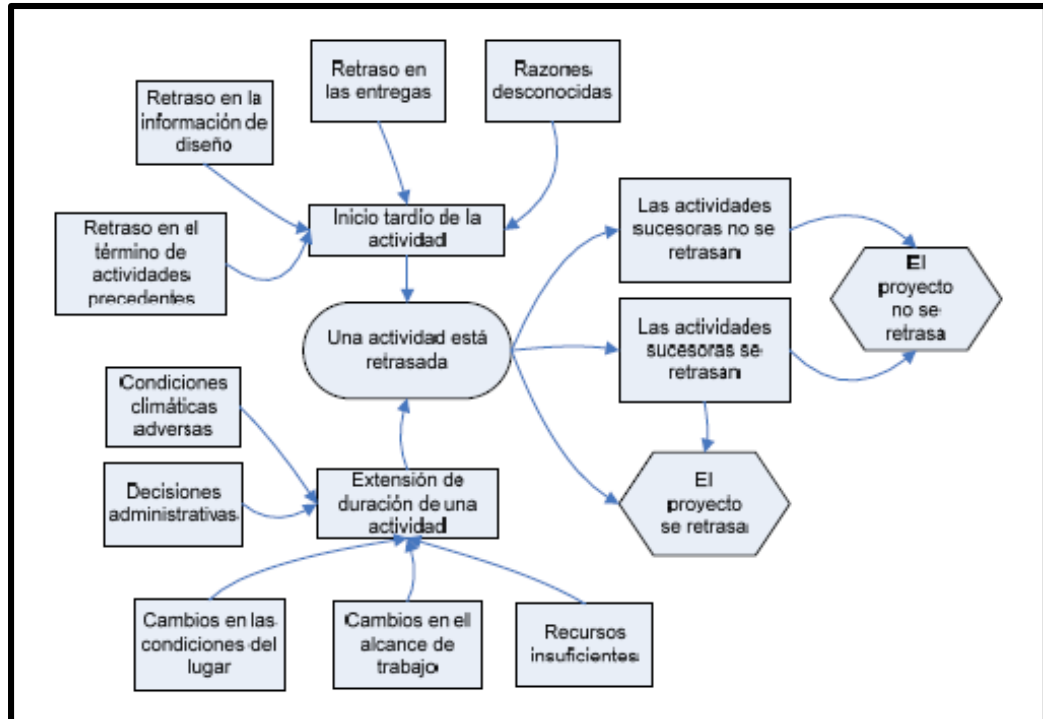 Retraso en
las entregas
Razones
desconocidas
Retraso en la
información de
diseño
Inicio tardío de la
actividad
Las actividades
sucesoras no se
retrasan
Retraso en el
término de
actividades
precedentes
El
proyecto
no se
retrasa
Una actividad está
retrasada
Las actividades
sucesoras se
retrasan
Condiciones
climáticas
adversas
Decisiones
administrativas
Extensión de
duración de una
actividad
El
proyecto
se retrasa
Cambios en las
condiciones del
lugar
Cambios en el
alcance de
trabajo
Recursos
insuficientes